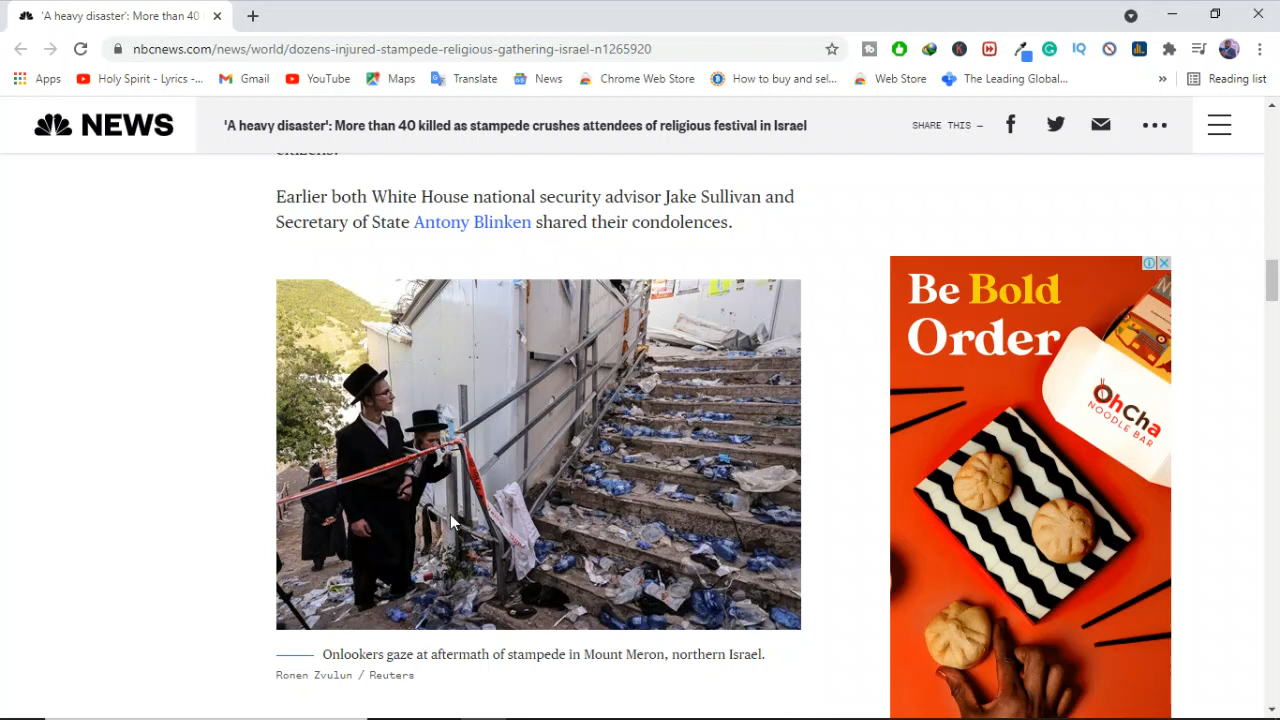 'A heavy disaster': More than 40
nbcnews.com/news/world/dozens-injured-stampede-religious-gathering-israel-n1265920
Apps
Holy Spirit - Lyrics -...
Gmail
YouTube
Maps
Translate
News
Chrome Web Store
How to buy and sel...
Web Store
The Leading Global...
»
Reading list
NEWS
'A heavy disaster': More than 40 killed as stampede crushes attendees of religious festival in Israel
SHARE THIS —
citizens.
Earlier both White House national security advisor Jake Sullivan and
Secretary of State Antony Blinken shared their condolences.
Be Bold
Order
OhCha
NOODLE BAR
Onlookers gaze at aftermath of stampede in Mount Meron, northern Israel.
Ronen Zvulun / Reuters